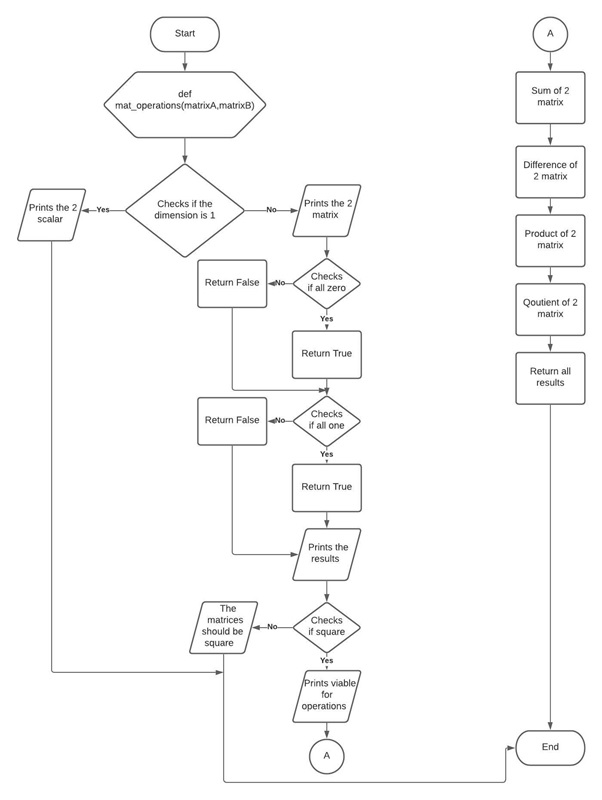 Start
def
mat_operations(matrixA,matrixB)
Checks if the
dimension is 1
Yes
No
Prints the 2
scalar
Prints the 2
matrix
Checks
if all zero
No
Return False
Yes
Return True
Checks
if all one
No
Return False
Yes
Return True
Prints the
results
Checks
if square
No
The
matrices
should be
square
Yes
Prints viable
for
operations
A
A
Sum of 2
matrix
Difference of
2 matrix
Product of 2
matrix
Qoutient of 2
matrix
Return all
results
End